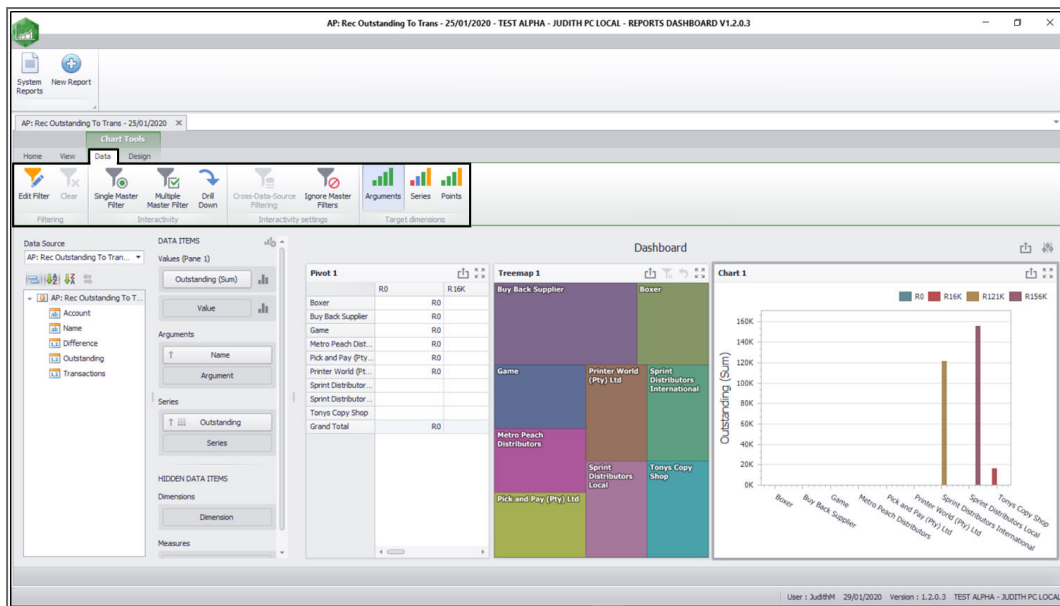 AP: Rec Outstanding To Trans - 25/01/2020 - TEST ALPHA - JUDITH PC LOCAL - REPORTS DASHBOARD V1.2.0.3
System Reports
New Report
AP: Rec Outstanding To Trans - 25/01/2020
Chart Tools
Home View Data Design
Edit Filter
Clear
Single Master Filter
Multiple Master Filter
Drill Down
Cross-Data-Source Filtering
Ignore Master Filters
Arguments
Series
Points
Filtering
Interactivity
Interactivity settings
Target dimensions
Data Source
AP: Rec Outstanding To Tran...
AP: Rec Outstanding To T...
Account
Name
Difference
Outstanding
Transactions
DATA ITEMS
Values (Pane 1)
Outstanding (Sum)
Value
Arguments
Name
Argument
Series
Outstanding
Series
HIDDEN DATA ITEMS
Dimensions
Dimension
Measures
Dashboard
Pivot 1
R0 R16K
Boxer R0
Buy Back Supplier R0
Game R0
Metro Peach Dist... R0
Pick and Pay (Pty... R0
Printer World (Pt... R0
Sprint Distributor...
Sprint Distributor...
Tonys Copy Shop
Grand Total R0
Treemap 1
Buy Back Supplier
Boxer
Game
Printer World (Pty) Ltd
Sprint Distributors International
Metro Peach Distributors
Sprint Distributors Local
Tonys Copy Shop
Pick and Pay (Pty) Ltd
Chart 1
R0 R16K R121K R156K
Outstanding (Sum)
160K
140K
120K
100K
80K
60K
40K
20K
0K
Boxer
Buy Back Supplier
Game
Metro Peach Distributors
Pick and Pay (Pty) Ltd
Printer World (Pty) Ltd
Sprint Distributors International
Sprint Distributors Local
Tonys Copy Shop
User : JudithM 29/01/2020 Version : 1.2.0.3 TEST ALPHA - JUDITH PC LOCAL